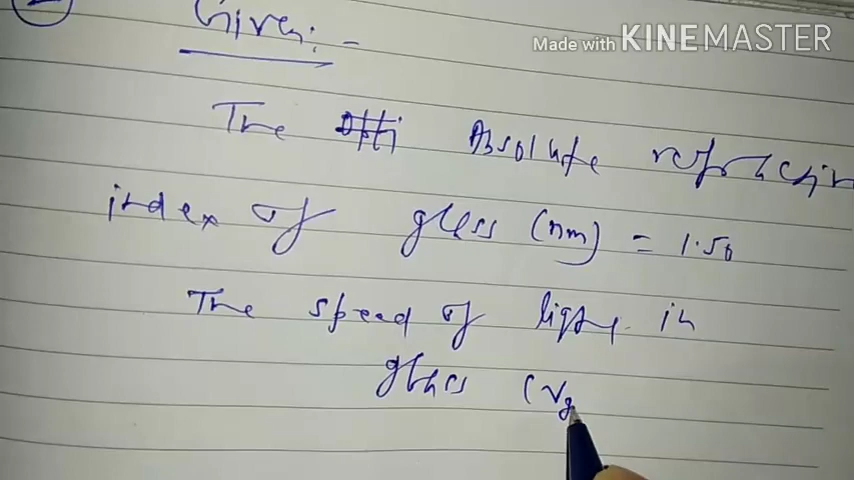 Made with KINEMASTER
Given:-
The Absolute refractive
index of glass (nm) = 1.50
The speed of light in
glass (vg